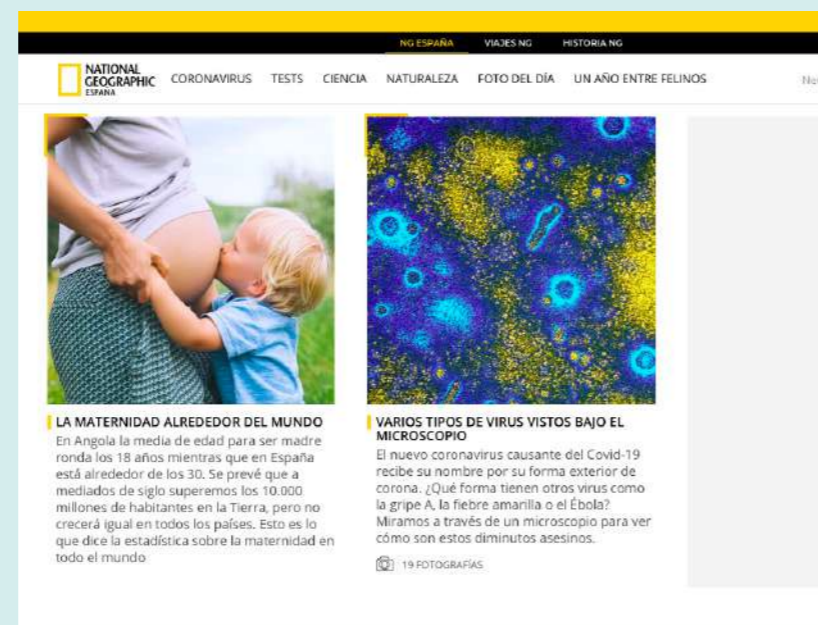 NG ESPAÑA VIAJES NG HISTORIA NG
NATIONAL
GEOGRAPHIC
ESPAÑA
CORONAVIRUS TESTS CIENCIA NATURALEZA FOTO DEL DÍA UN AÑO ENTRE FELINOS
LA MATERNIDAD ALREDEDOR DEL MUNDO
En Angola la media de edad para ser madre
ronda los 18 años mientras que en España
está alrededor de los 30. Se prevé que a
mediados de siglo superemos los 10.000
millones de habitantes en la Tierra, pero no
crecerá igual en todos los países. Esto es lo
que dice la estadística sobre la maternidad en
todo el mundo
VARIOS TIPOS DE VIRUS VISTOS BAJO EL
MICROSCOPIO
El nuevo coronavirus causante del Covid-19
recibe su nombre por su forma exterior de
corona. ¿Qué forma tienen otros virus como
la gripe A, la fiebre amarilla o el Ébola?
Miramos a través de un microscopio para ver
cómo son estos diminutos asesinos.
19 FOTOGRAFÍAS